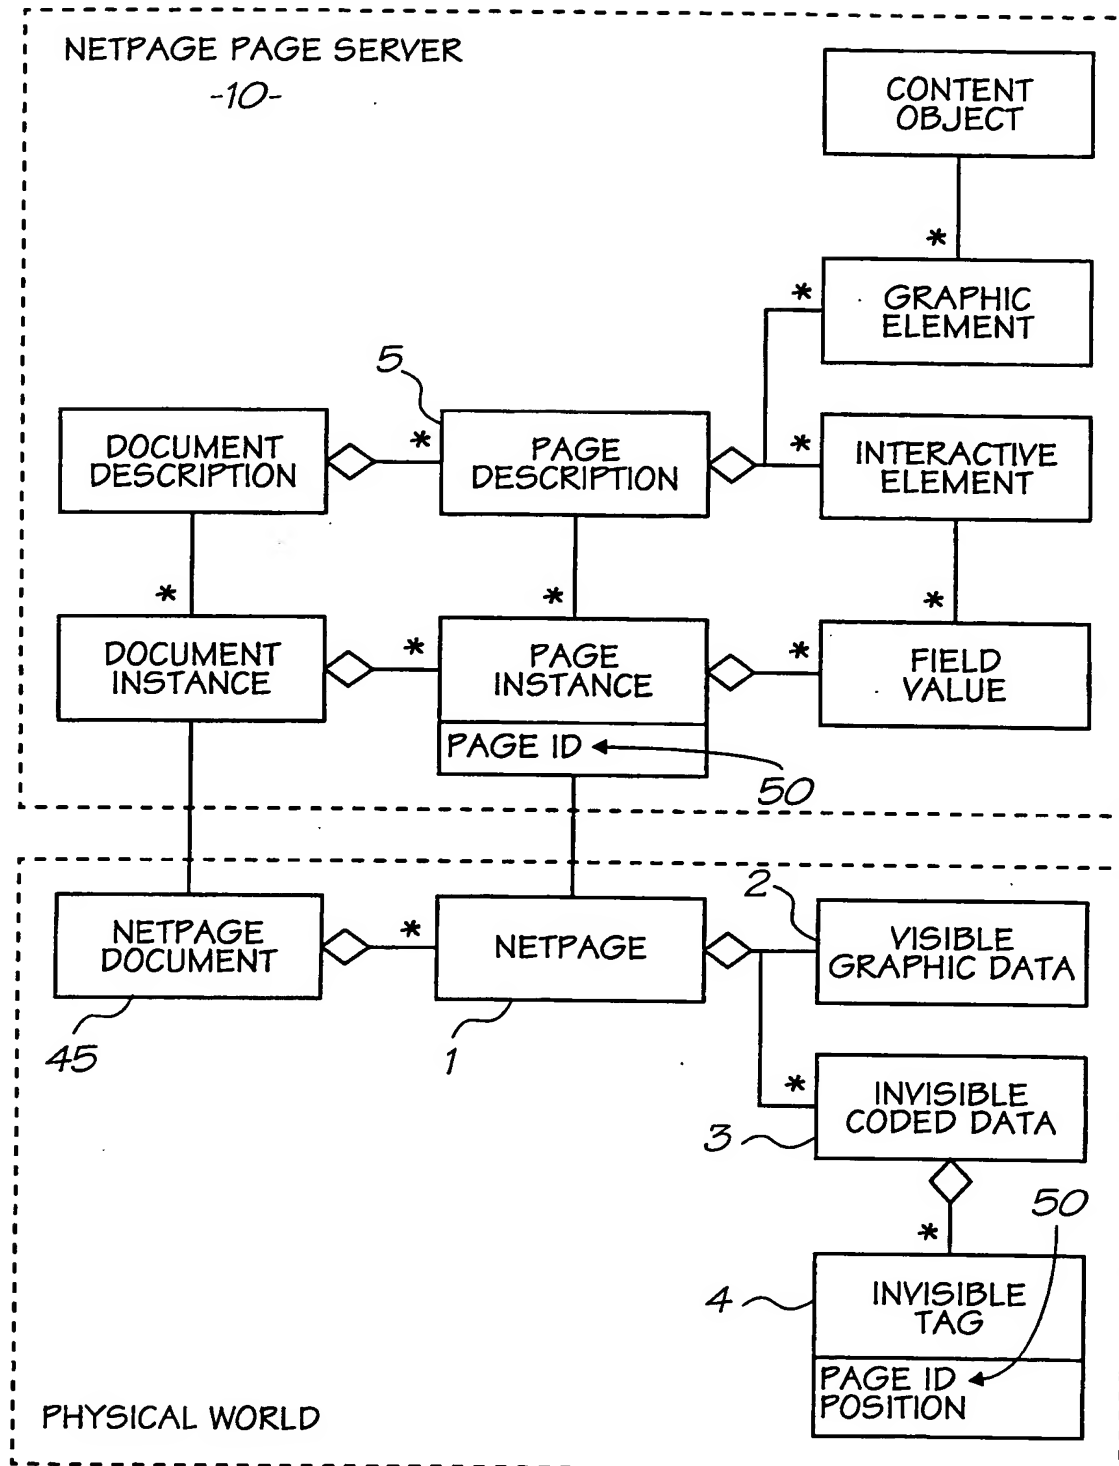 NETPAGE PAGE SERVER
-10-
CONTENT
OBJECT
*
*
GRAPHIC
ELEMENT
5
DOCUMENT
DESCRIPTION
*
PAGE
DESCRIPTION
*
INTERACTIVE
ELEMENT
*
*
*
DOCUMENT
INSTANCE
*
PAGE
INSTANCE
*
FIELD
VALUE
PAGE ID
50
2
NETPAGE
DOCUMENT
*
NETPAGE
VISIBLE
GRAPHIC DATA
45
1
*
3
INVISIBLE
CODED DATA
50
*
4
INVISIBLE
TAG
PAGE ID
POSITION
PHYSICAL WORLD